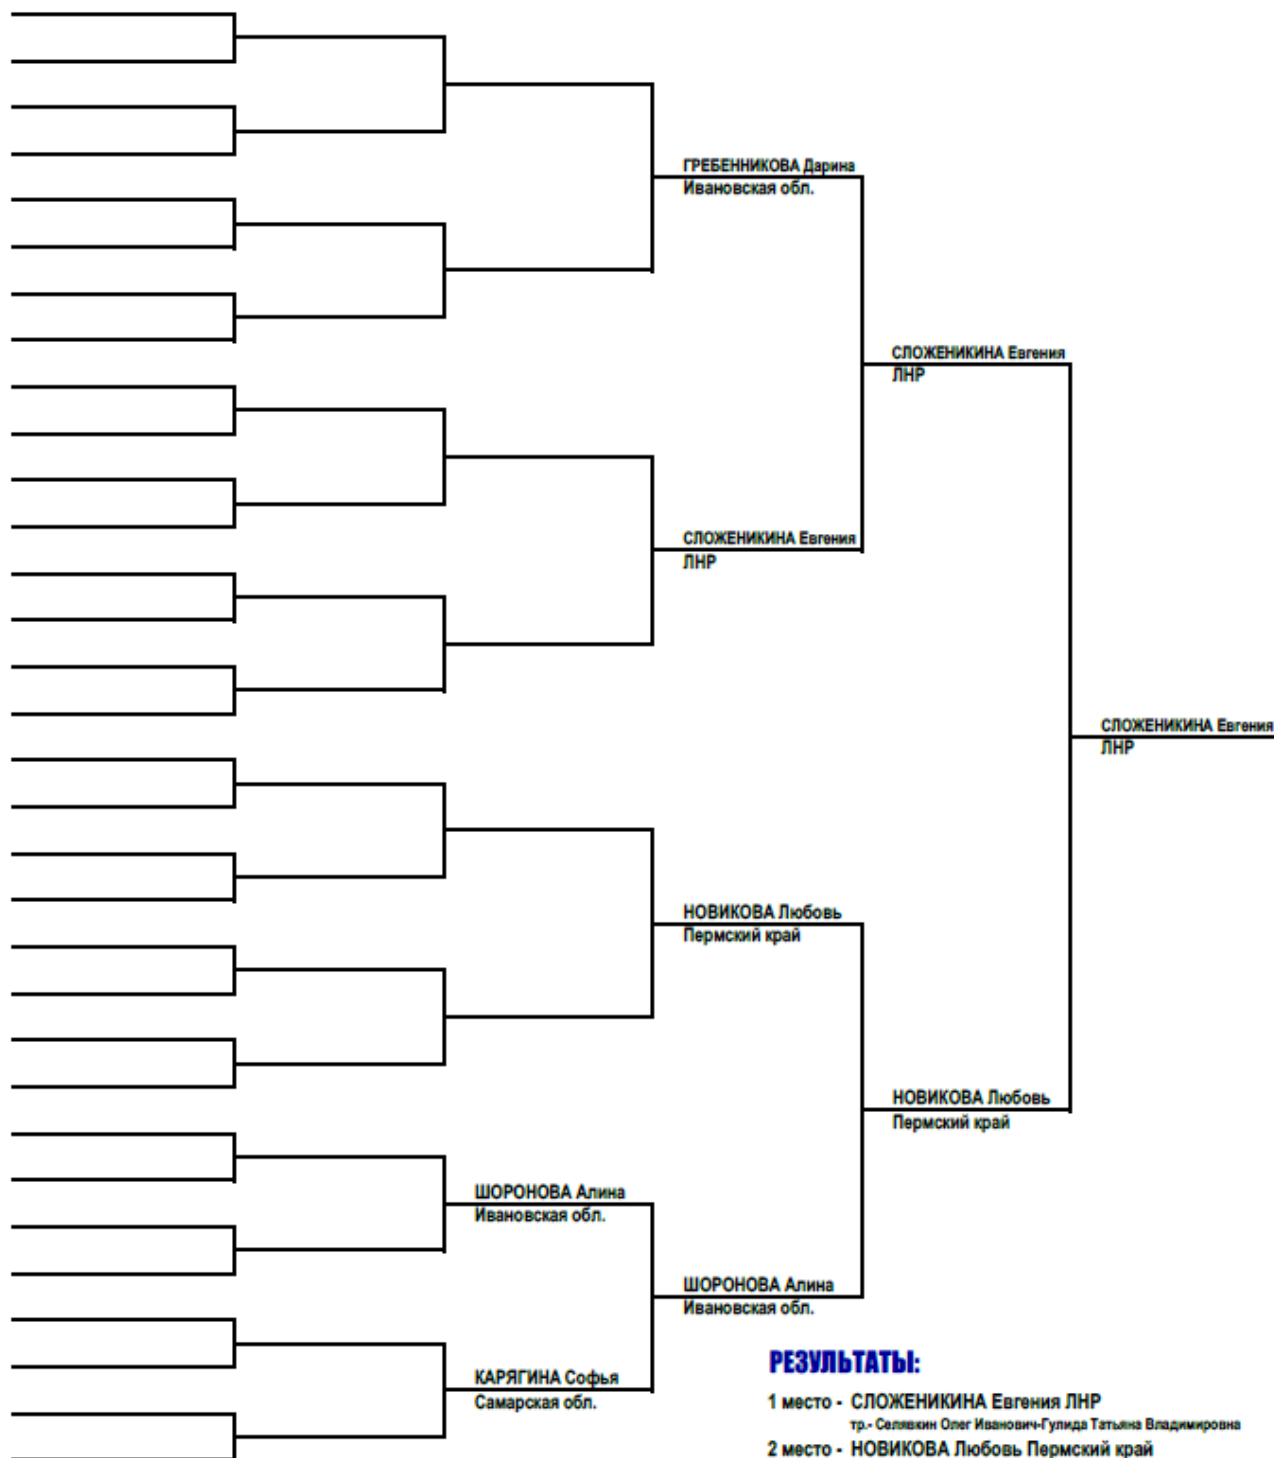 ГРЕБЕННИКОВА Дарина
Ивановская обл.
СЛОЖЕНИКИНА Евгения
ЛНР
СЛОЖЕНИКИНА Евгения
ЛНР
СЛОЖЕНИКИНА Евгения
ЛНР
НОВИКОВА Любовь
Пермский край
НОВИКОВА Любовь
Пермский край
ШОРОНОВА Алина
Ивановская обл.
ШОРОНОВА Алина
Ивановская обл.
КАРЯГИНА Софья
Самарская обл.
РЕЗУЛЬТАТЫ:
1 место - СЛОЖЕНИКИНА Евгения ЛНР
тр.- Селявкин Олег Иванович-Гулида Татьяна Владимировна
2 место - НОВИКОВА Любовь Пермский край